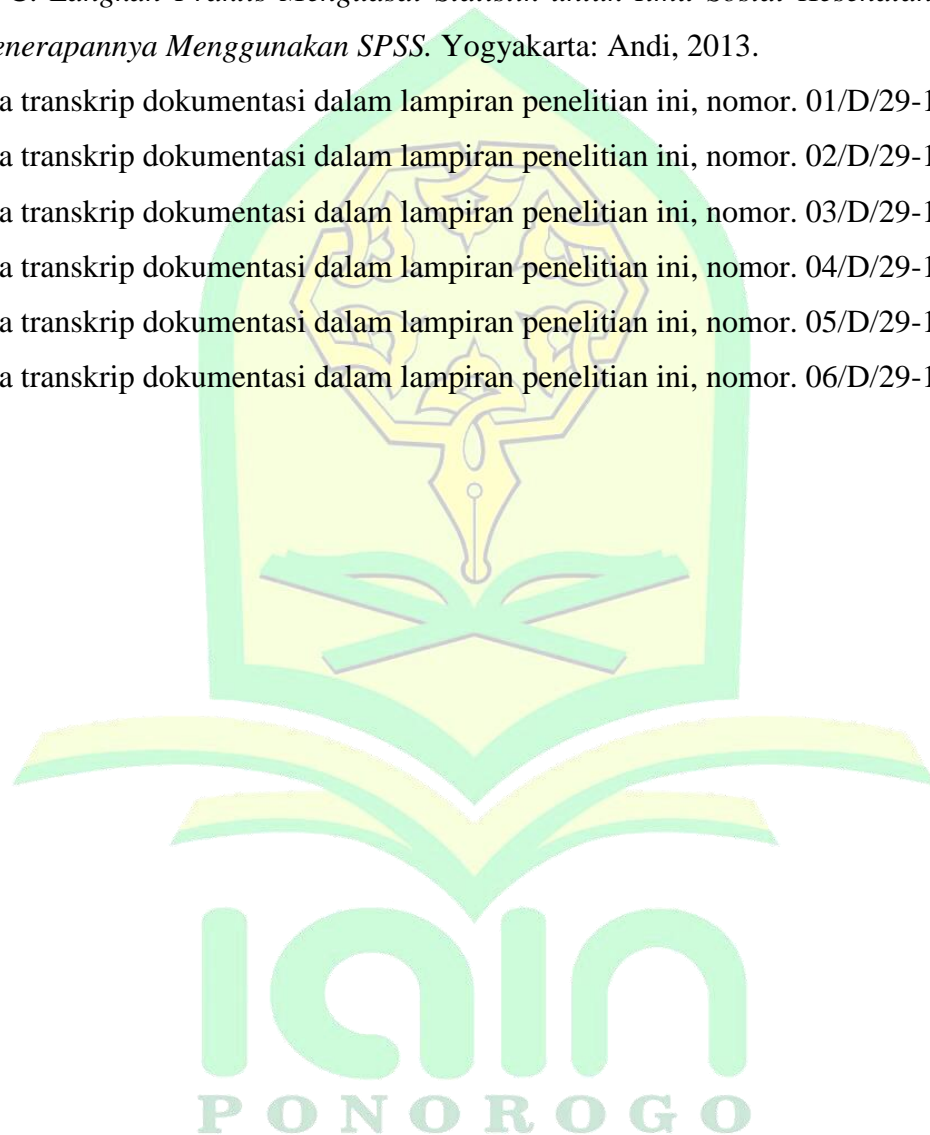 Langkah Praktis Menguasai Statistik untuk Ilmu Sosial Kesehatan
enerapannya Menggunakan SPSS. Yogyakarta: Andi, 2013.
a transkrip dokumentasi dalam lampiran penelitian ini, nomor. 01/D/29-1
a transkrip dokumentasi dalam lampiran penelitian ini, nomor. 02/D/29-1
a transkrip dokumentasi dalam lampiran penelitian ini, nomor. 03/D/29-1
a transkrip dokumentasi dalam lampiran penelitian ini, nomor. 04/D/29-1
a transkrip dokumentasi dalam lampiran penelitian ini, nomor. 05/D/29-1
a transkrip dokumentasi dalam lampiran penelitian ini, nomor. 06/D/29-1
IAIN
PONOROGO